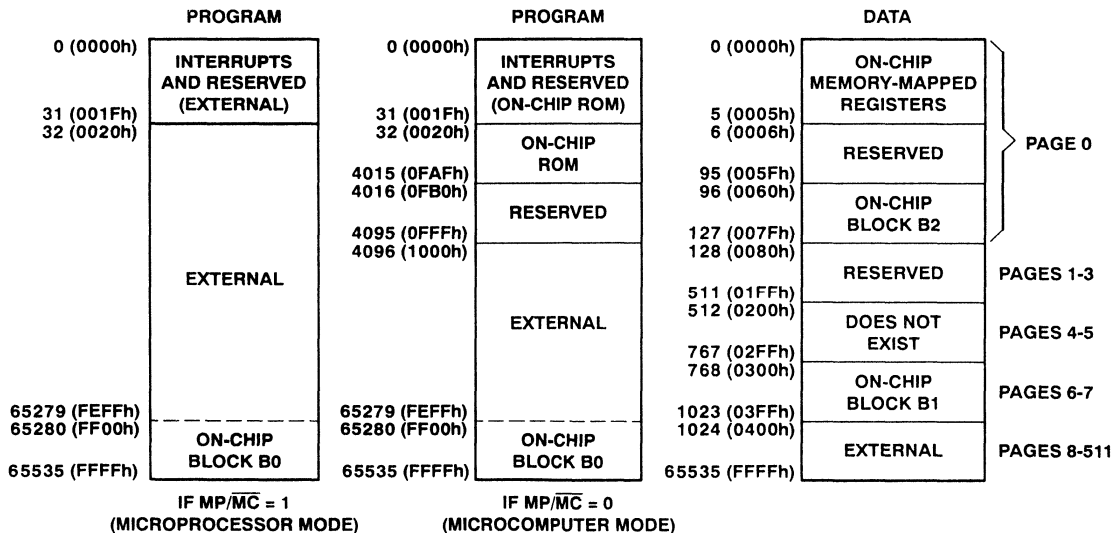 PROGRAM
0 (0000h)
INTERRUPTS
AND RESERVED
(EXTERNAL)
31 (001Fh)
32 (0020h)
EXTERNAL
65279 (FEFFh)
65280 (FF00h)
ON-CHIP
BLOCK B0
65535 (FFFFh)
IF MP/M̅C̅ = 1
(MICROPROCESSOR MODE)
PROGRAM
0 (0000h)
INTERRUPTS
AND RESERVED
(ON-CHIP ROM)
31 (001Fh)
32 (0020h)
ON-CHIP
ROM
4015 (0FAFh)
4016 (0FB0h)
RESERVED
4095 (0FFFh)
4096 (1000h)
EXTERNAL
65279 (FEFFh)
65280 (FF00h)
ON-CHIP
BLOCK B0
65535 (FFFFh)
IF MP/M̅C̅ = 0
(MICROCOMPUTER MODE)
DATA
0 (0000h)
ON-CHIP
MEMORY-MAPPED
REGISTERS
5 (0005h)
6 (0006h)
RESERVED
PAGE 0
95 (005Fh)
96 (0060h)
ON-CHIP
BLOCK B2
127 (007Fh)
128 (0080h)
RESERVED
PAGES 1-3
511 (01FFh)
512 (0200h)
DOES NOT
EXIST
PAGES 4-5
767 (02FFh)
768 (0300h)
ON-CHIP
BLOCK B1
PAGES 6-7
1023 (03FFh)
1024 (0400h)
EXTERNAL
PAGES 8-511
65535 (FFFFh)